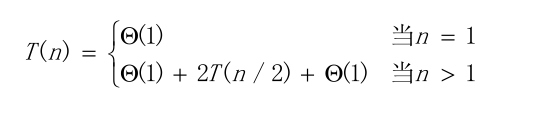 T(n) = { Θ(1) 当n = 1
Θ(1) + 2T(n / 2) + Θ(1) 当n > 1